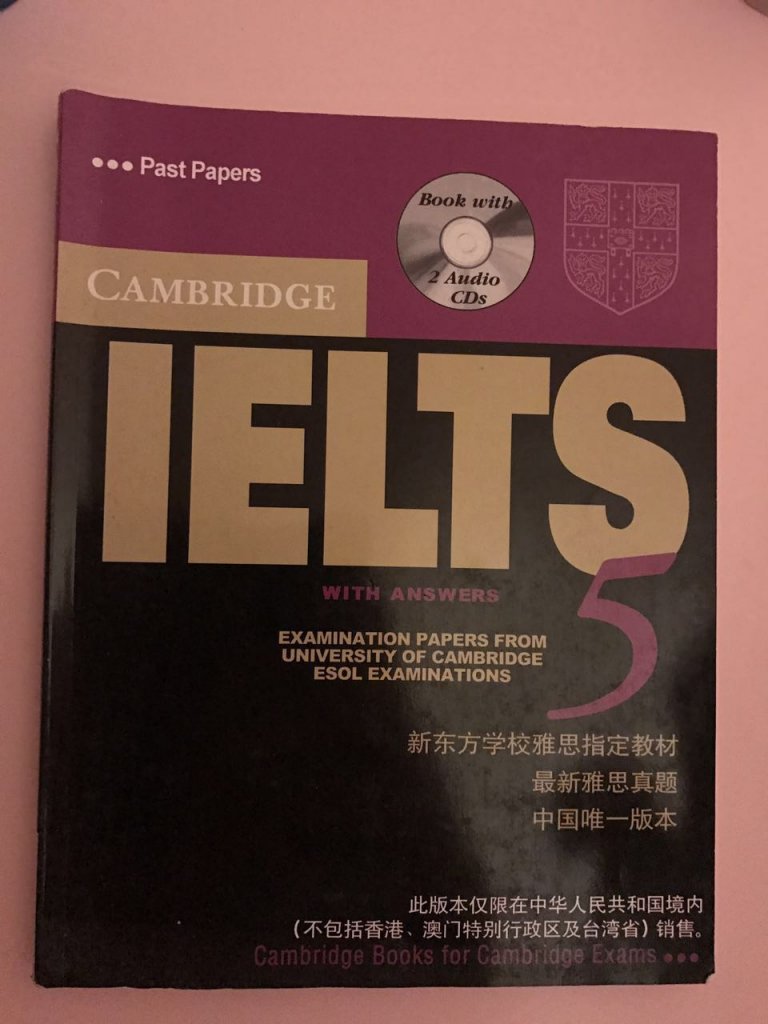 ••• Past Papers
Book with
2 Audio
CDs
CAMBRIDGE
IELTS
5
WITH ANSWERS
EXAMINATION PAPERS FROM
UNIVERSITY OF CAMBRIDGE
ESOL EXAMINATIONS
新东方学校雅思指定教材
最新雅思真题
中国唯一版本
此版本仅限在中华人民共和国境内
(不包括香港、澳门特别行政区及台湾省) 销售。
Cambridge Books for Cambridge Exams •••